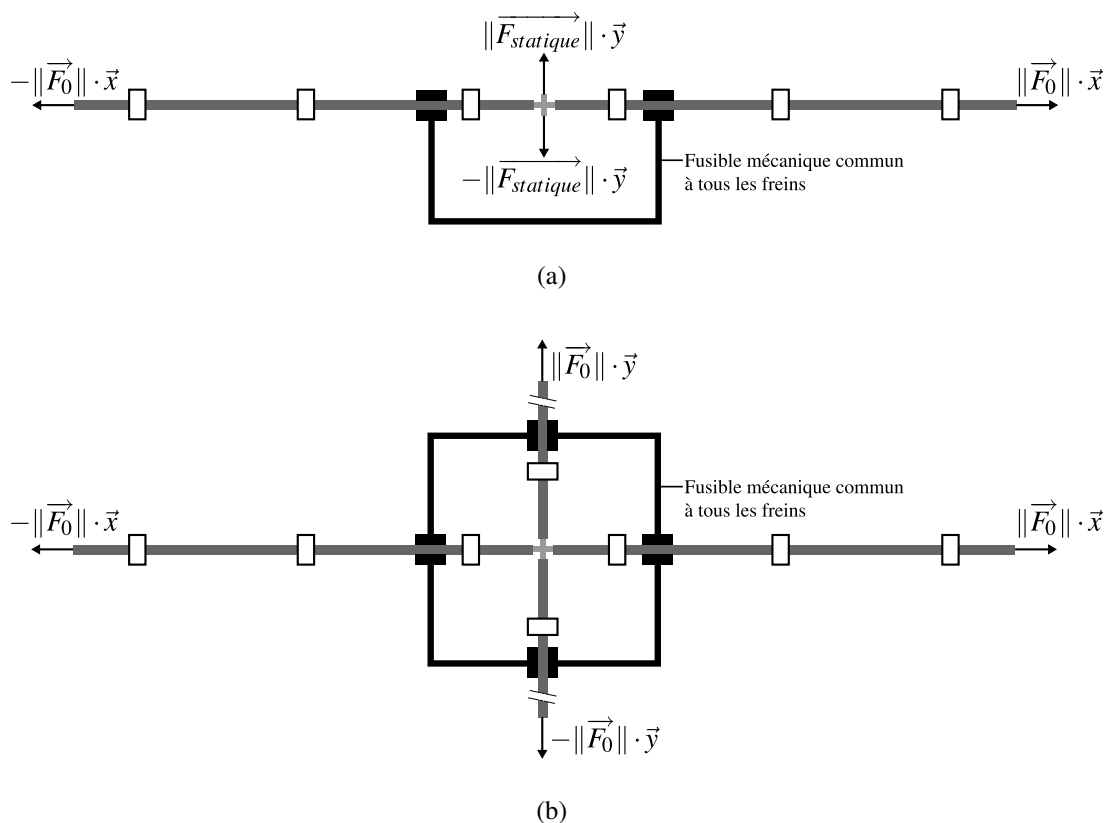 ‖F⃗statique‖ · y⃗
−‖F⃗0‖ · x⃗
‖F⃗0‖ · x⃗
−‖F⃗statique‖ · y⃗
Fusible mécanique commun
à tous les freins
(a)
‖F⃗0‖ · y⃗
Fusible mécanique commun
à tous les freins
−‖F⃗0‖ · x⃗
‖F⃗0‖ · x⃗
−‖F⃗0‖ · y⃗
(b)